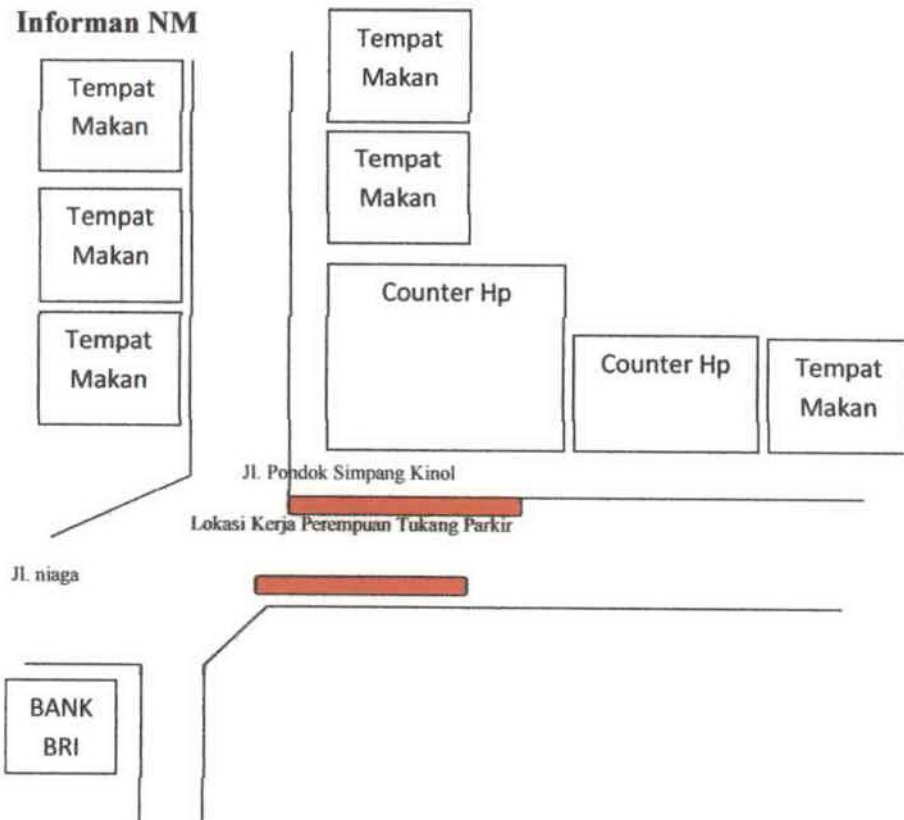 Informan NM
Tempat
Makan
Tempat
Makan
Tempat
Makan
Tempat
Makan
Tempat
Makan
Counter Hp
Counter Hp
Tempat
Makan
Jl. Pondok Simpang Kinol
Lokasi Kerja Perempuan Tukang Parkir
Jl. niaga
BANK
BRI